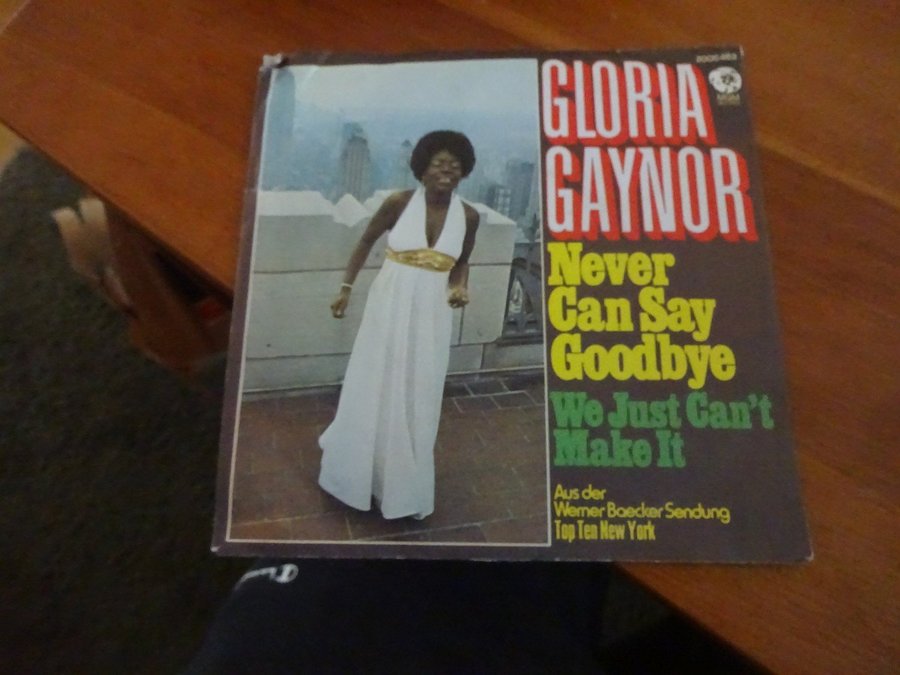 GLORIA
GAYNOR
Never
Can Say
Goodbye
We Just Can't
Make It
Aus der
Werner Baecker Sendung
Top Ten New York